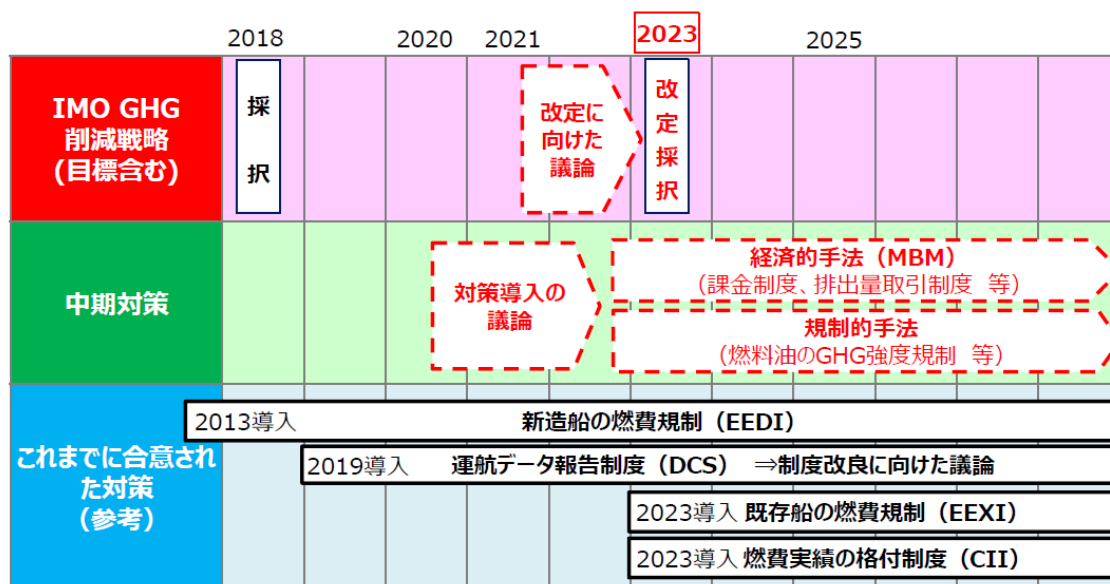 2018
2020
2021
2023
2025
IMO GHG
削減戦略
(目標含む)
採
択
改定に
向けた
議論
改
定
採
択
中期対策
対策導入の
議論
経済的手法（MBM）
（課金制度、排出量取引制度 等）
規制的手法
（燃料油のGHG強度規制 等）
これまでに合意され
た対策
(参考)
2013導入 新造船の燃費規制（EEDI）
2019導入 運航データ報告制度（DCS） ⇒制度改良に向けた議論
2023導入 既存船の燃費規制（EEXI）
2023導入 燃費実績の格付制度（CII）